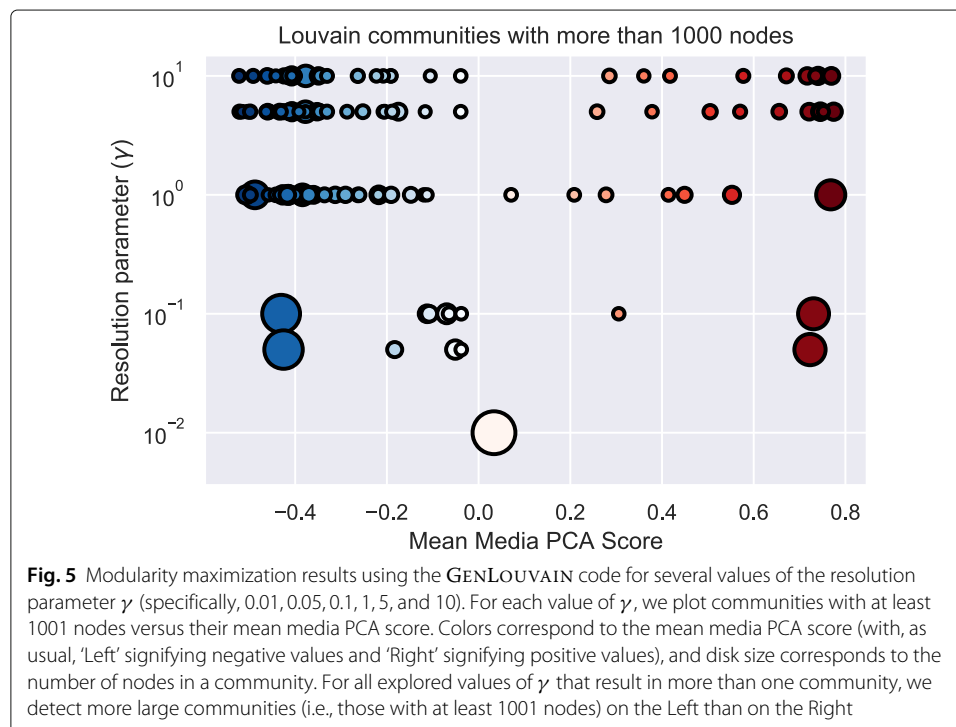 Louvain communities with more than 1000 nodes
10^1
10^0
10^-1
10^-2
Resolution parameter (γ)
−0.4 −0.2 0.0 0.2 0.4 0.6 0.8
Mean Media PCA Score
Fig. 5 Modularity maximization results using the GENLOUVAIN code for several values of the resolution
parameter γ (specifically, 0.01, 0.05, 0.1, 1, 5, and 10). For each value of γ, we plot communities with at least
1001 nodes versus their mean media PCA score. Colors correspond to the mean media PCA score (with, as
usual, ‘Left’ signifying negative values and ‘Right’ signifying positive values), and disk size corresponds to the
number of nodes in a community. For all explored values of γ that result in more than one community, we
detect more large communities (i.e., those with at least 1001 nodes) on the Left than on the Right